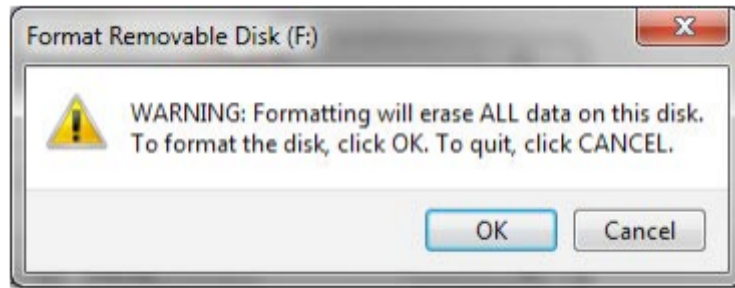 Format Removable Disk (F:)
WARNING: Formatting will erase ALL data on this disk.
To format the disk, click OK. To quit, click CANCEL.
OK
Cancel